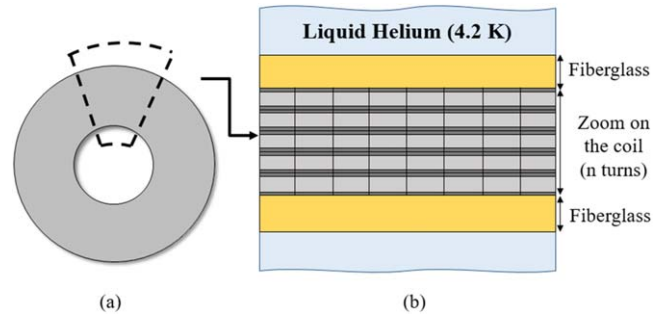 Liquid Helium (4.2 K)
Fiberglass
Zoom on
the coil
(n turns)
Fiberglass
(a)
(b)